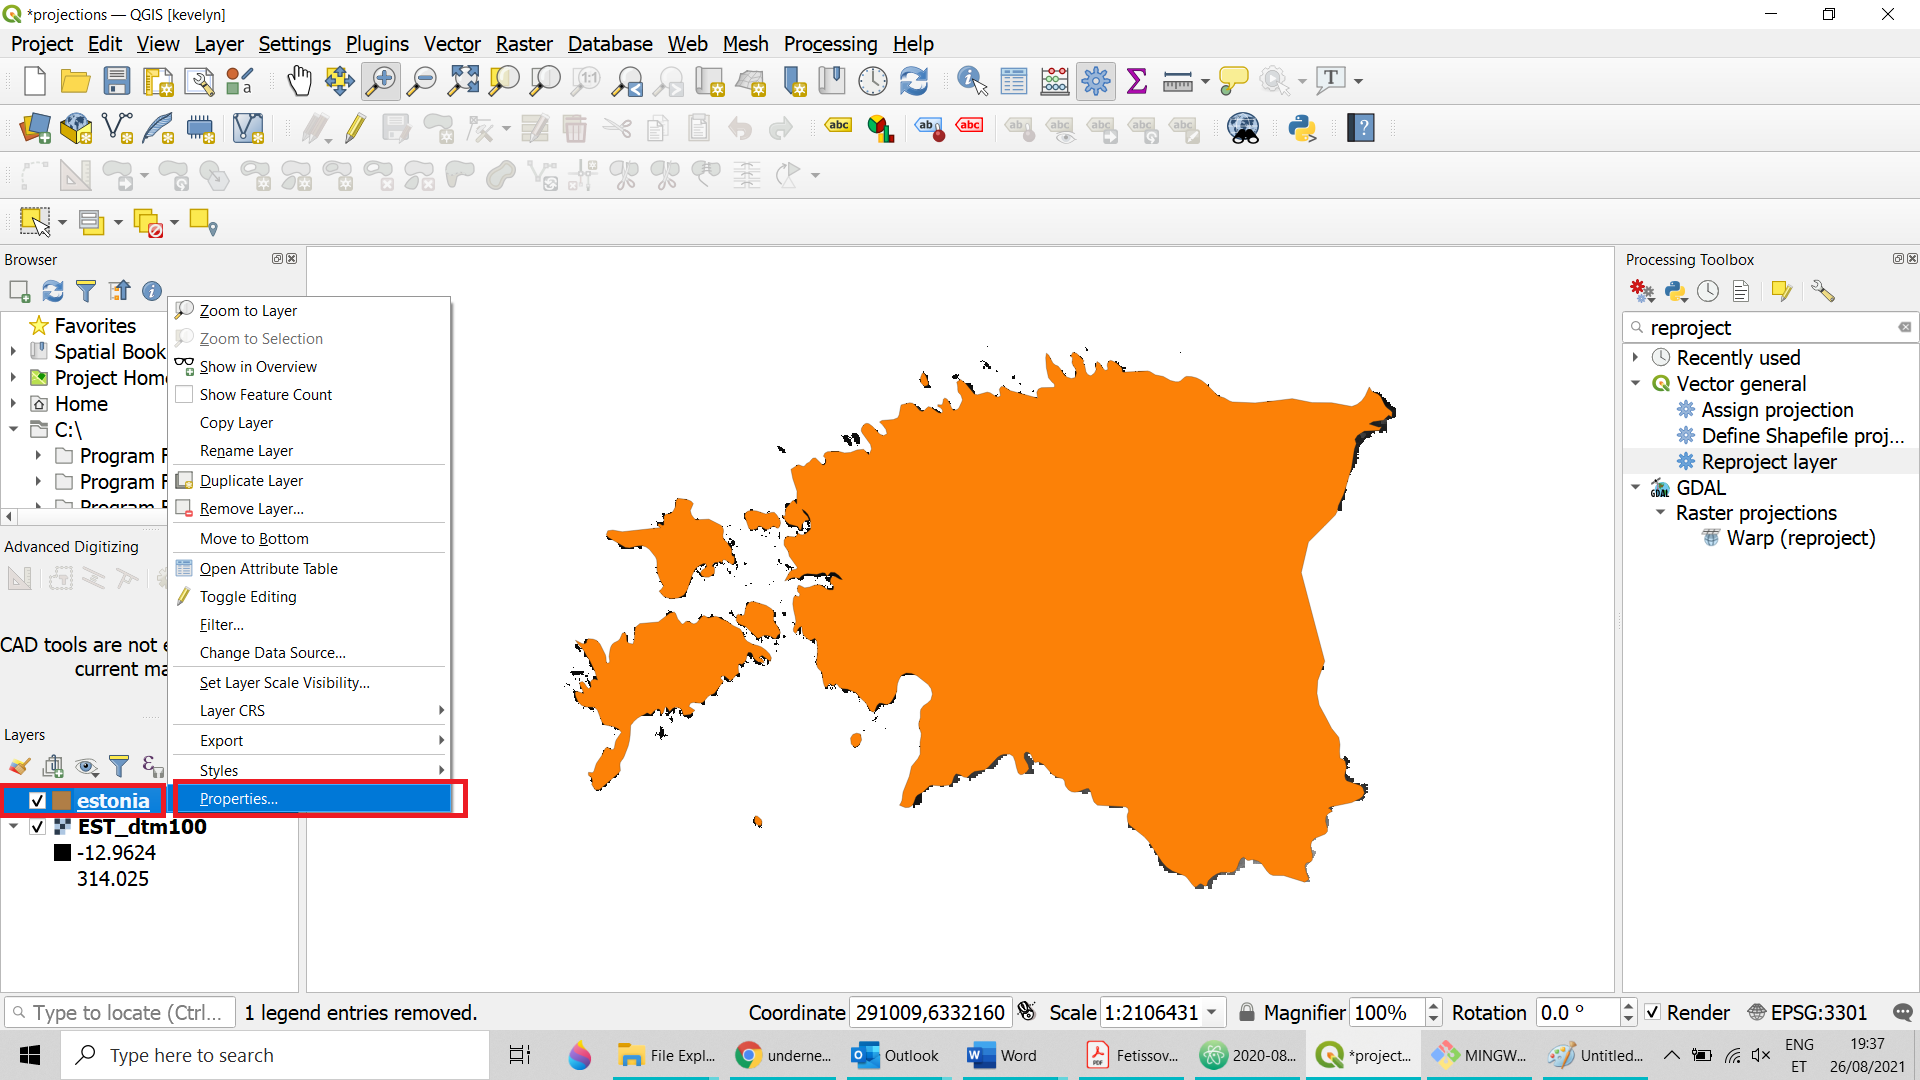 *projections — QGIS [kevelyn]
Project Edit View Layer Settings Plugins Vector Raster Database Web Mesh Processing Help
Browser
Favorites
Spatial Book
Project Hom
Home
C:\
Program F
Program F
Program F
Advanced Digitizing
CAD tools are not e
current ma
Layers
estonia
EST_dtm100
-12.9624
314.025
Zoom to Layer
Zoom to Selection
Show in Overview
Show Feature Count
Copy Layer
Rename Layer
Duplicate Layer
Remove Layer...
Move to Bottom
Open Attribute Table
Toggle Editing
Filter...
Change Data Source...
Set Layer Scale Visibility...
Layer CRS
Export
Styles
Properties...
Processing Toolbox
reproject
Recently used
Vector general
Assign projection
Define Shapefile proj...
Reproject layer
GDAL
Raster projections
Warp (reproject)
Type to locate (Ctrl... 1 legend entries removed. Coordinate 291009,6332160 Scale 1:2106431 Magnifier 100% Rotation 0.0 ° Render EPSG:3301
Type here to search File Expl... underne... Outlook Word Fetissov... 2020-08... *project... MINGW... Untitled... ENG 19:37
ET 26/08/2021